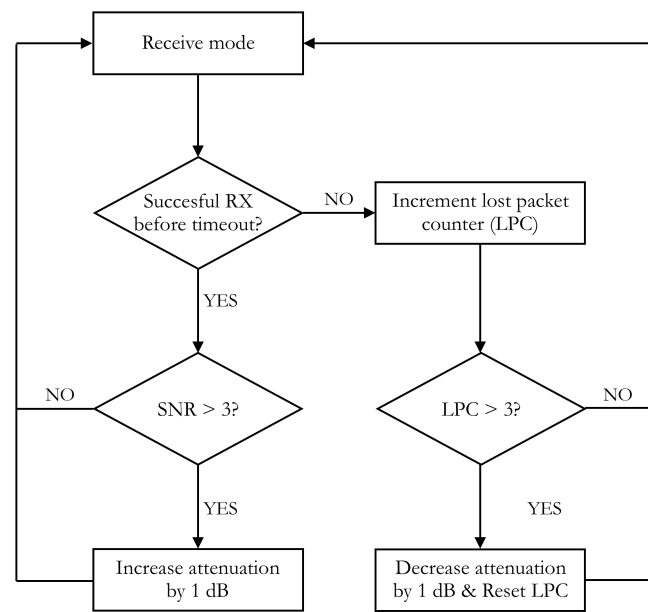 Receive mode
Succesful RX
before timeout?
NO
Increment lost packet
counter (LPC)
YES
NO
SNR > 3?
LPC > 3?
NO
YES
YES
Increase attenuation
by 1 dB
Decrease attenuation
by 1 dB & Reset LPC